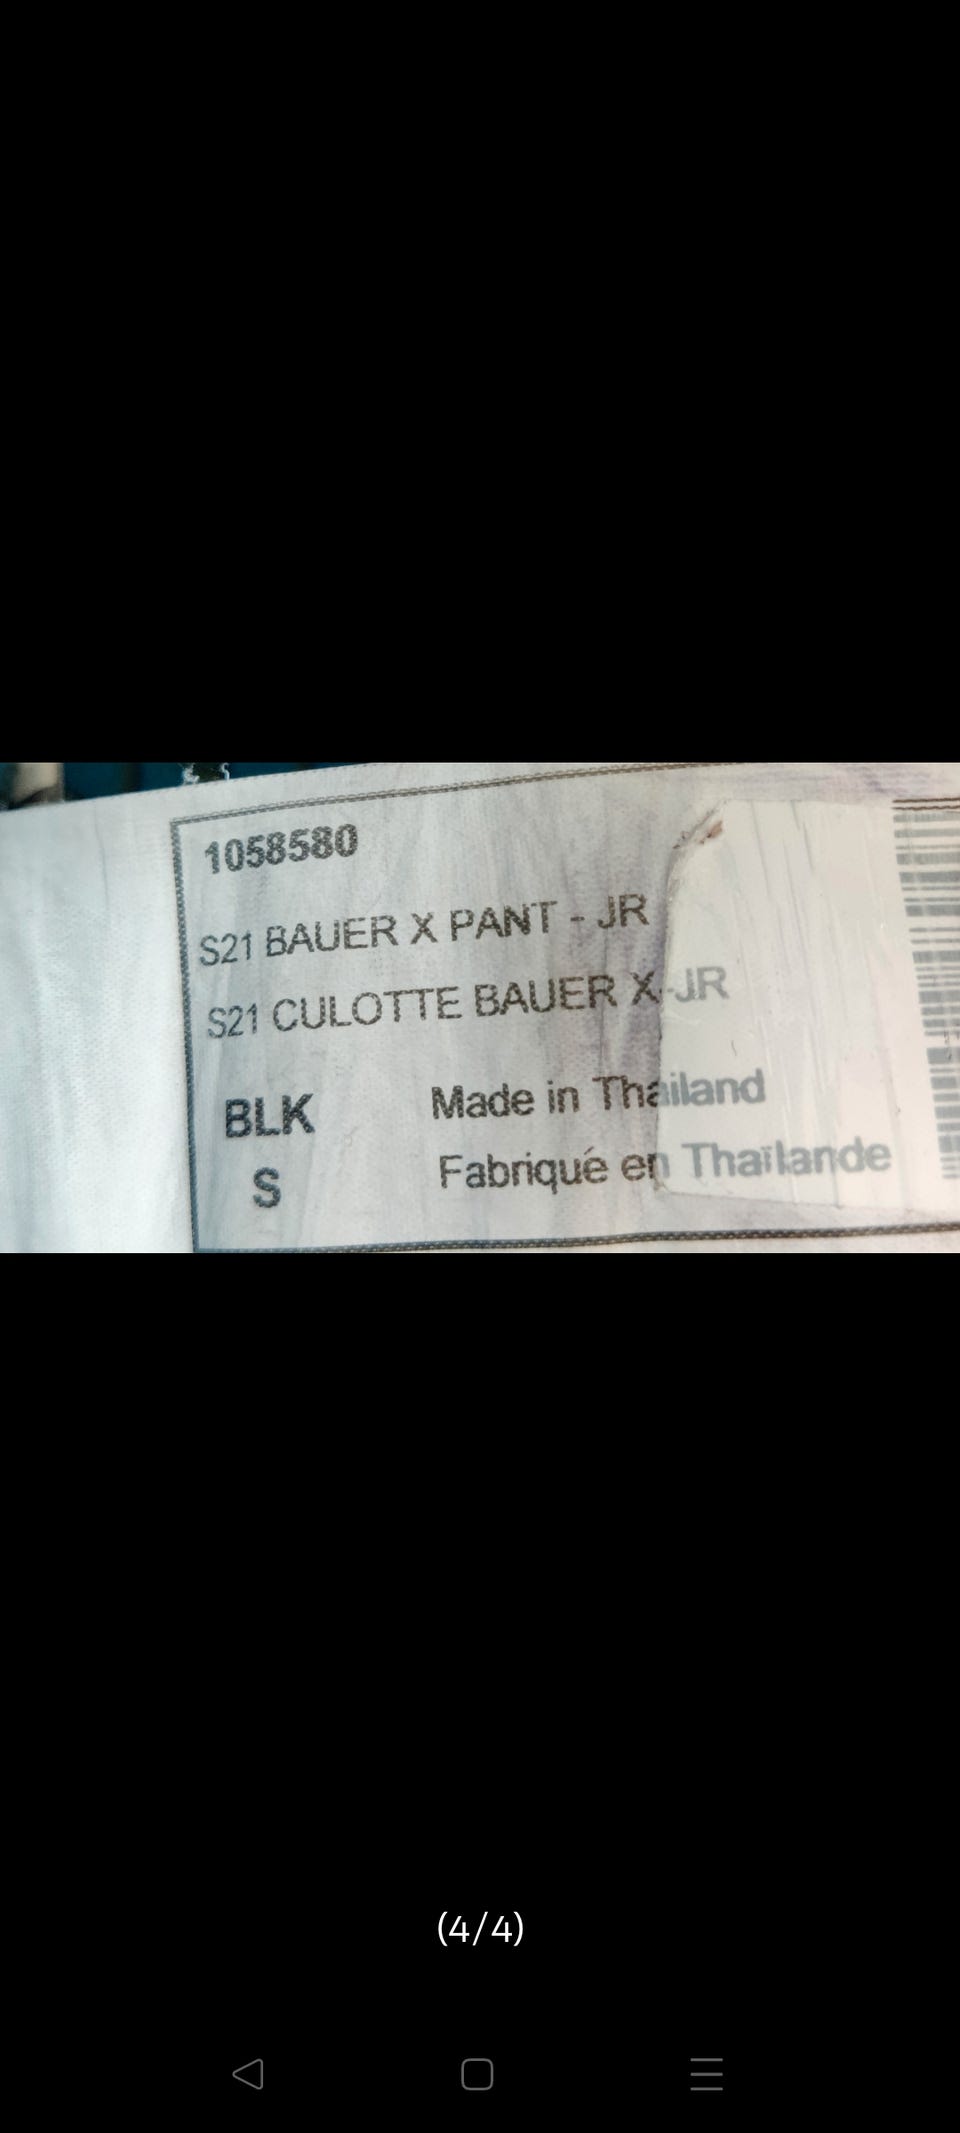 1058580
S21 BAUER X PANT - JR
S21 CULOTTE BAUER X-JR
BLK
Made in Thailand
S
Fabriqué en Thaïlande
(4/4)